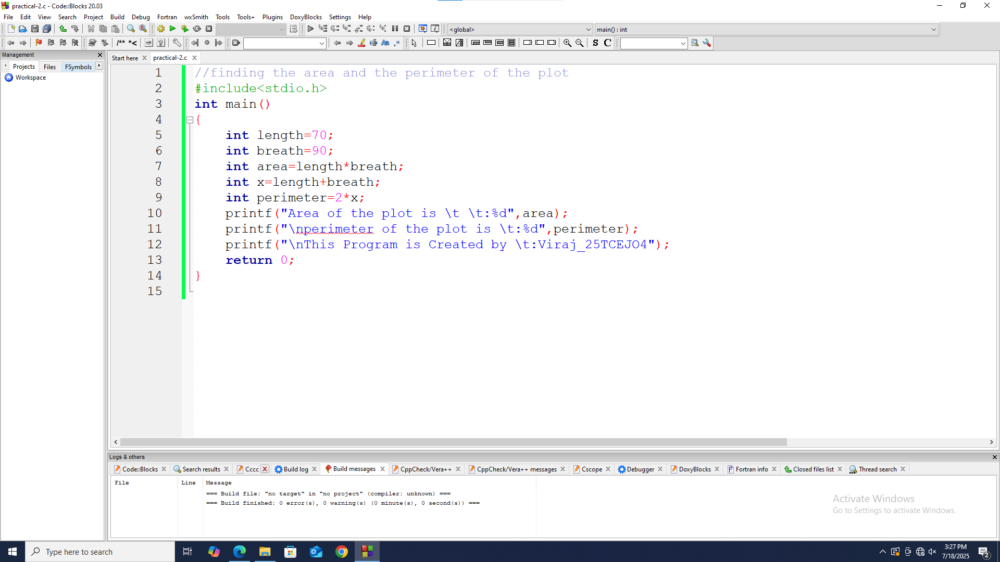 practical-2.c - Code::Blocks 20.03
File Edit View Search Project Build Debug Fortran wxSmith Tools Tools+ Plugins DoxyBlocks Settings Help
<global> main() : int
/** *< Aa .* S C
Management
Start here practical-2.c
Projects Files FSymbols
Workspace
1 //finding the area and the perimeter of the plot
2 #include<stdio.h>
3 int main()
4 {
5 int length=70;
6 int breath=90;
7 int area=length*breath;
8 int x=length+breath;
9 int perimeter=2*x;
10 printf("Area of the plot is \t \t:%d",area);
11 printf("\nperimeter of the plot is \t:%d",perimeter);
12 printf("\nThis Program is Created by \t:Viraj_25TCEJO4");
13 return 0;
14 }
15
Logs & others
Code::Blocks Search results Cccc Build log Build messages CppCheck/Vera++ CppCheck/Vera++ messages Cscope Debugger DoxyBlocks Fortran info Closed files list Thread search
File Line Message
=== Build file: "no target" in "no project" (compiler: unknown) ===
=== Build finished: 0 error(s), 0 warning(s) (0 minute(s), 0 second(s)) ===
Activate Windows
Go to Settings to activate Windows.
Type here to search
3:27 PM
7/18/2025
2